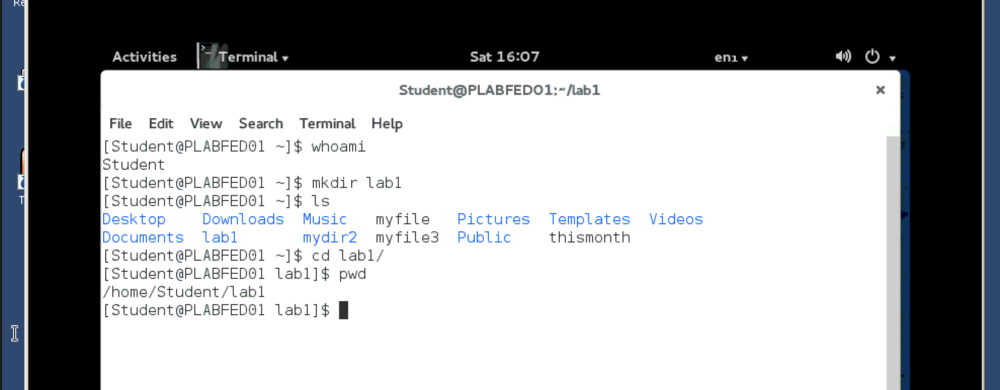 Re
Activities Terminal Sat 16:07 en1
Student@PLABFED01:~/lab1
File Edit View Search Terminal Help
[Student@PLABFED01 ~]$ whoami
Student
[Student@PLABFED01 ~]$ mkdir lab1
[Student@PLABFED01 ~]$ ls
Desktop Downloads Music myfile Pictures Templates Videos
Documents lab1 mydir2 myfile3 Public thismonth
[Student@PLABFED01 ~]$ cd lab1/
[Student@PLABFED01 lab1]$ pwd
/home/Student/lab1
[Student@PLABFED01 lab1]$
T